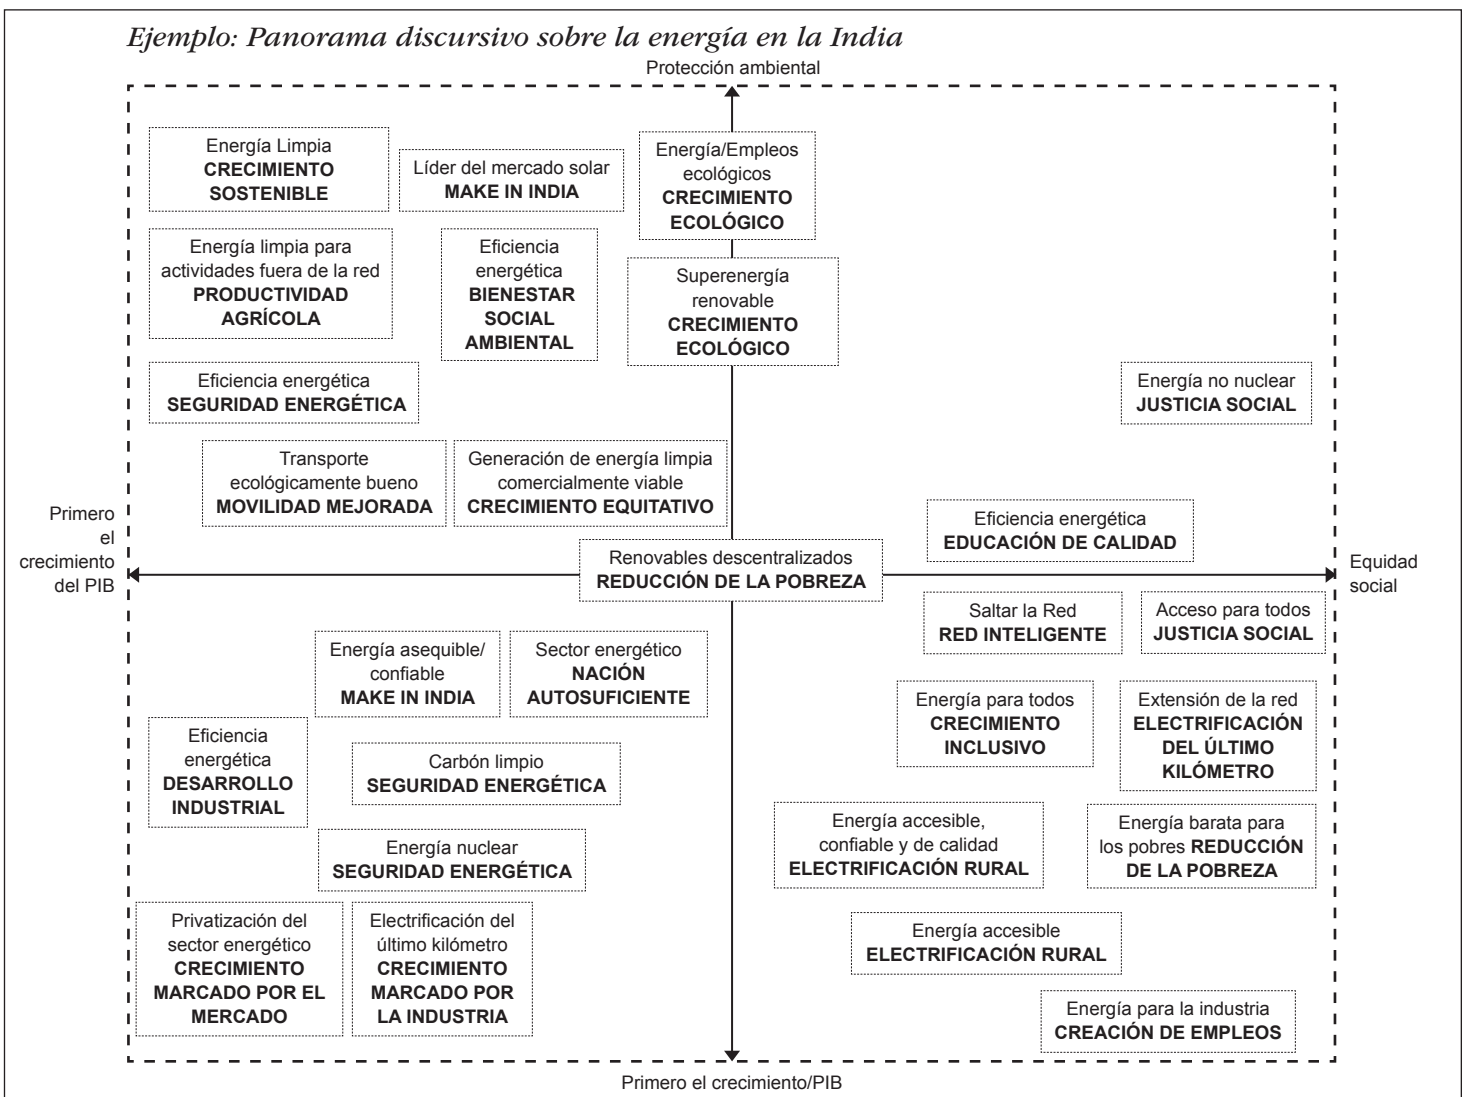 Ejemplo: Panorama discursivo sobre la energía en la India
Protección ambiental
Energía Limpia
CRECIMIENTO
SOSTENIBLE
Líder del mercado solar
MAKE IN INDIA
Energía/Empleos
ecológicos
CRECIMIENTO
ECOLÓGICO
Energía limpia para
actividades fuera de la red
PRODUCTIVIDAD
AGRÍCOLA
Eficiencia
energética
BIENESTAR
SOCIAL
AMBIENTAL
Superenergía
renovable
CRECIMIENTO
ECOLÓGICO
Eficiencia energética
SEGURIDAD ENERGÉTICA
Energía no nuclear
JUSTICIA SOCIAL
Transporte
ecológicamente bueno
MOVILIDAD MEJORADA
Generación de energía limpia
comercialmente viable
CRECIMIENTO EQUITATIVO
Eficiencia energética
EDUCACIÓN DE CALIDAD
Primero
el
crecimiento
del PIB
Renovables descentralizados
REDUCCIÓN DE LA POBREZA
Equidad
social
Saltar la Red
RED INTELIGENTE
Acceso para todos
JUSTICIA SOCIAL
Energía asequible/
confiable
MAKE IN INDIA
Sector energético
NACIÓN
AUTOSUFICIENTE
Energía para todos
CRECIMIENTO
INCLUSIVO
Extensión de la red
ELECTRIFICACIÓN
DEL ÚLTIMO
KILÓMETRO
Eficiencia
energética
DESARROLLO
INDUSTRIAL
Carbón limpio
SEGURIDAD ENERGÉTICA
Energía accesible,
confiable y de calidad
ELECTRIFICACIÓN RURAL
Energía barata para
los pobres REDUCCIÓN
DE LA POBREZA
Energía nuclear
SEGURIDAD ENERGÉTICA
Privatización del
sector energético
CRECIMIENTO
MARCADO POR EL
MERCADO
Electrificación del
último kilómetro
CRECIMIENTO
MARCADO POR
LA INDUSTRIA
Energía accesible
ELECTRIFICACIÓN RURAL
Energía para la industria
CREACIÓN DE EMPLEOS
Primero el crecimiento/PIB